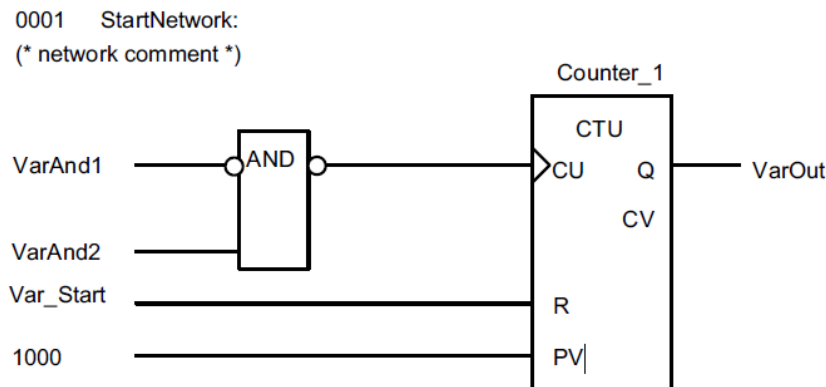 0001 StartNetwork:
(* network comment *)
Counter_1
CTU
VarAnd1
AND
CU
Q
VarOut
CV
VarAnd2
Var_Start
R
1000
PV